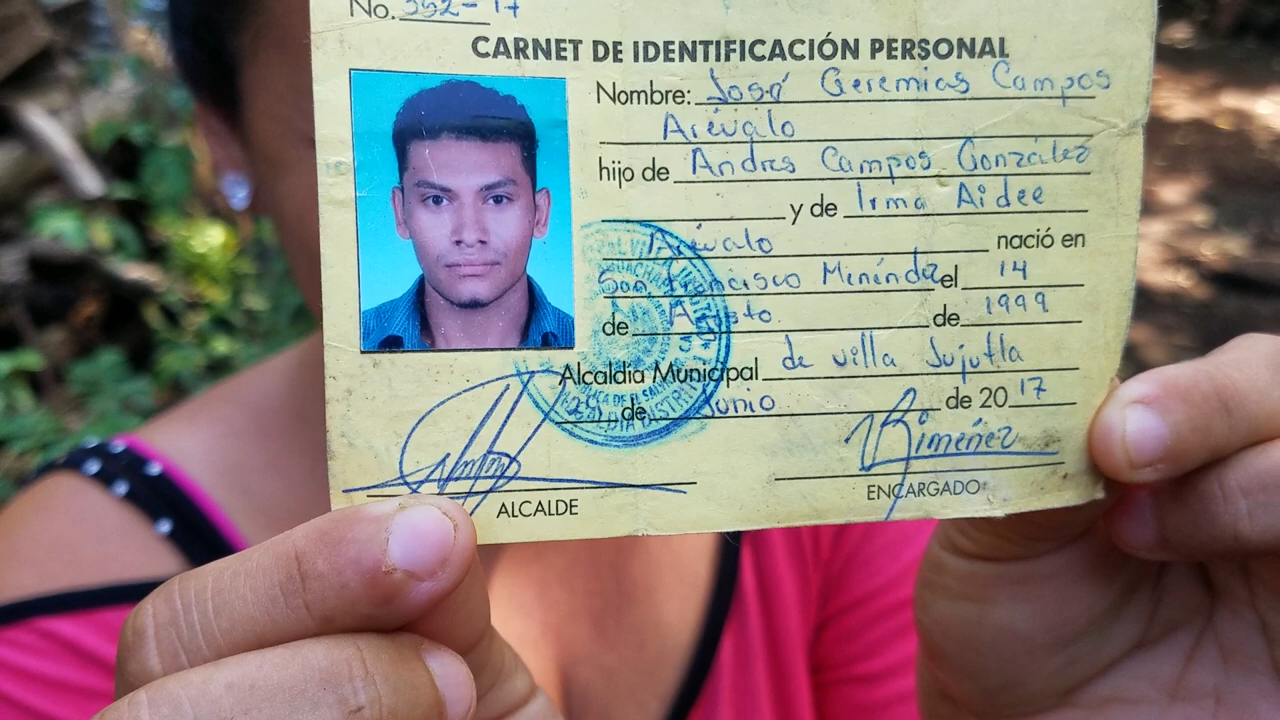 No. 352-17
CARNET DE IDENTIFICACIÓN PERSONAL
Nombre: José Geremias Campos
Arévalo
hijo de Andres Campos González
y de Irma Aidee
Arévalo nació en
San Francisco Menéndez el 14
de Agosto de 1999
Alcaldia Municipal de villa Jujutla
de Junio de 2017
Rimeñez
ALCALDE
ENCARGADO